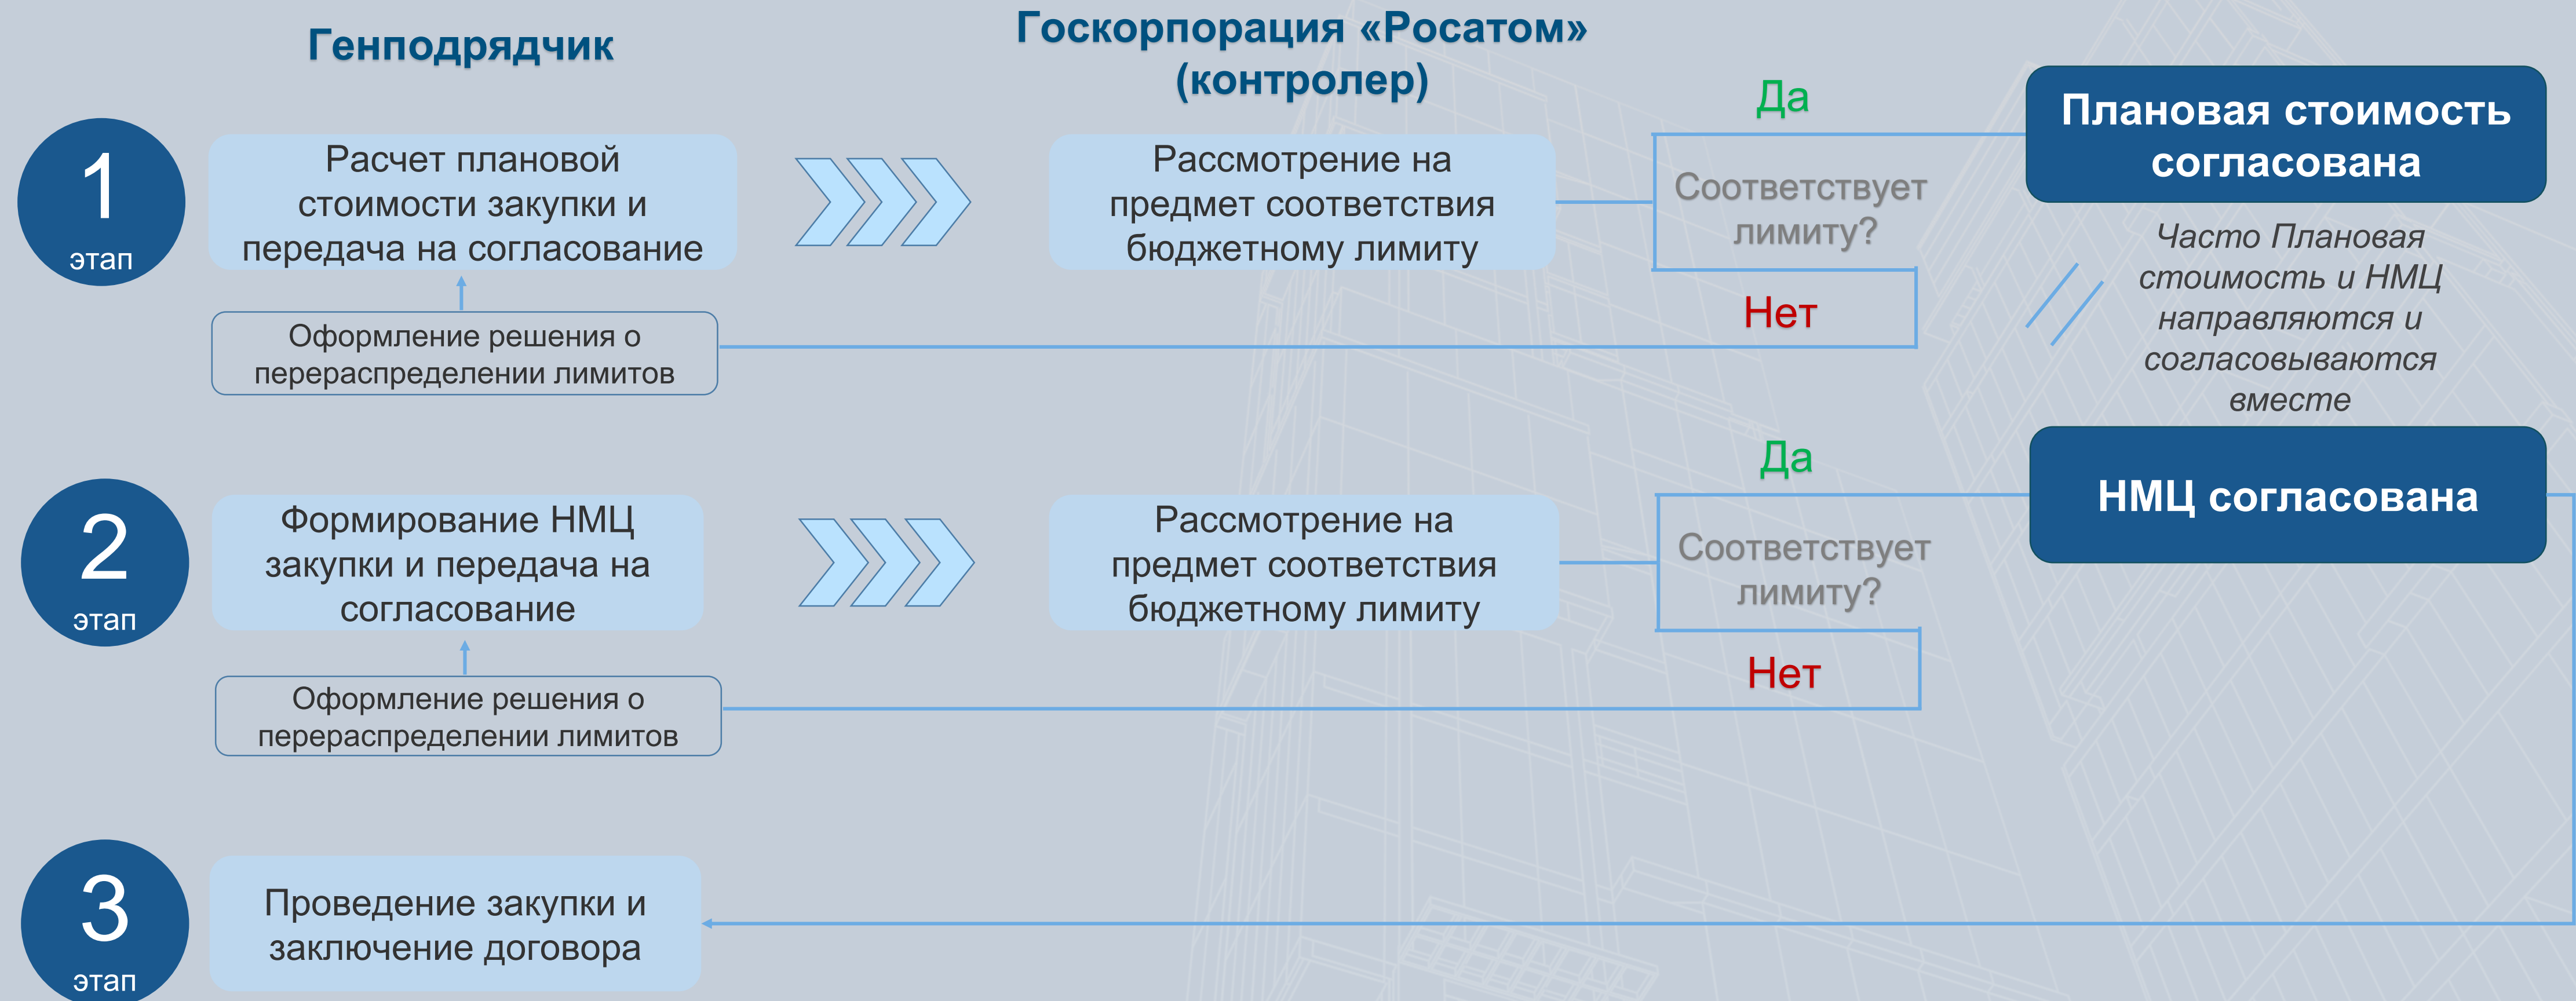 Генподрядчик
Госкорпорация «Росатом»
(контролер)
1
этап
Расчет плановой
стоимости закупки и
передача на согласование
Рассмотрение на
предмет соответствия
бюджетному лимиту
Да
Соответствует
лимиту?
Нет
Плановая стоимость
согласована
Оформление решения о
перераспределении лимитов
Часто Плановая
стоимость и НМЦ
направляются и
согласовываются
вместе
2
этап
Формирование НМЦ
закупки и передача на
согласование
Рассмотрение на
предмет соответствия
бюджетному лимиту
Да
Соответствует
лимиту?
Нет
НМЦ согласована
Оформление решения о
перераспределении лимитов
3
этап
Проведение закупки и
заключение договора